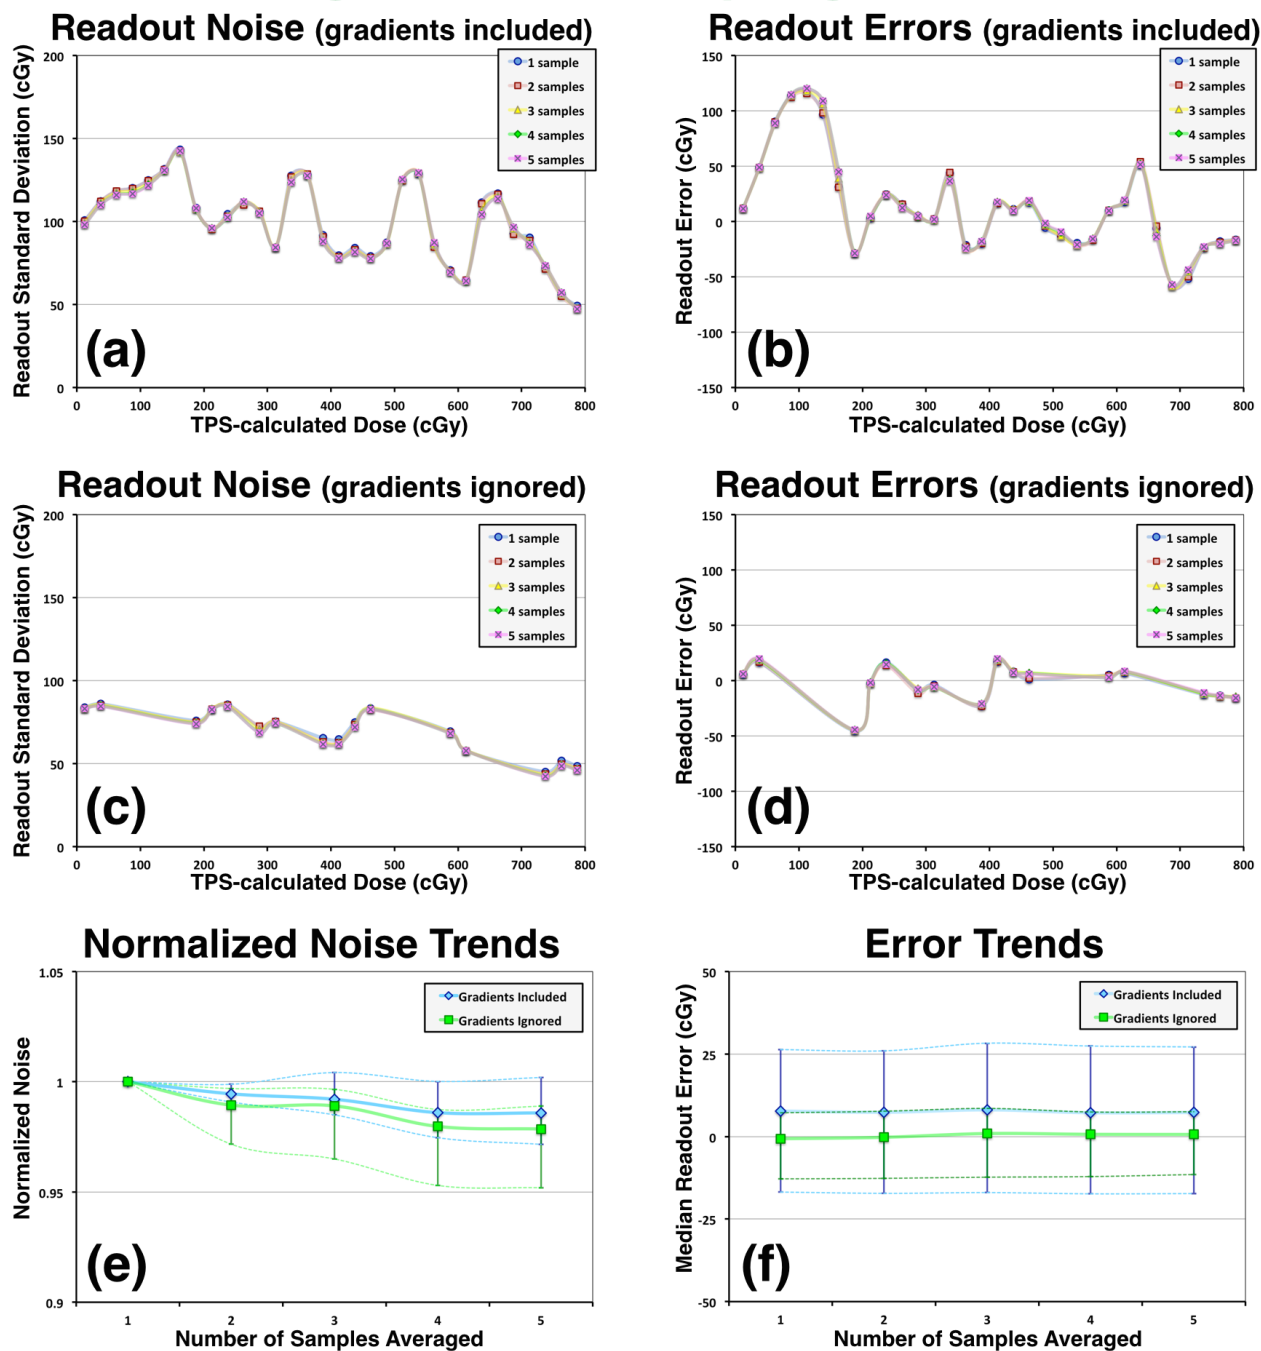 Readout Noise (gradients included)
Readout Standard Deviation (cGy)
200
150
100
50
0
1 sample
2 samples
3 samples
4 samples
5 samples
(a)
0 100 200 300 400 500 600 700 800
TPS-calculated Dose (cGy)
Readout Errors (gradients included)
Readout Error (cGy)
150
100
50
0
-50
-100
-150
1 sample
2 samples
3 samples
4 samples
5 samples
(b)
0 100 200 300 400 500 600 700 800
TPS-calculated Dose (cGy)
Readout Noise (gradients ignored)
Readout Standard Deviation (cGy)
200
150
100
50
0
1 sample
2 samples
3 samples
4 samples
5 samples
(c)
0 100 200 300 400 500 600 700 800
TPS-calculated Dose (cGy)
Readout Errors (gradients ignored)
Readout Error (cGy)
150
100
50
0
-50
-100
-150
1 sample
2 samples
3 samples
4 samples
5 samples
(d)
0 100 200 300 400 500 600 700 800
TPS-calculated Dose (cGy)
Normalized Noise Trends
Normalized Noise
1.05
1
0.95
0.9
Gradients Included
Gradients Ignored
(e)
1 2 3 4 5
Number of Samples Averaged
Error Trends
Median Readout Error (cGy)
50
25
0
-25
-50
Gradients Included
Gradients Ignored
(f)
1 2 3 4 5
Number of Samples Averaged